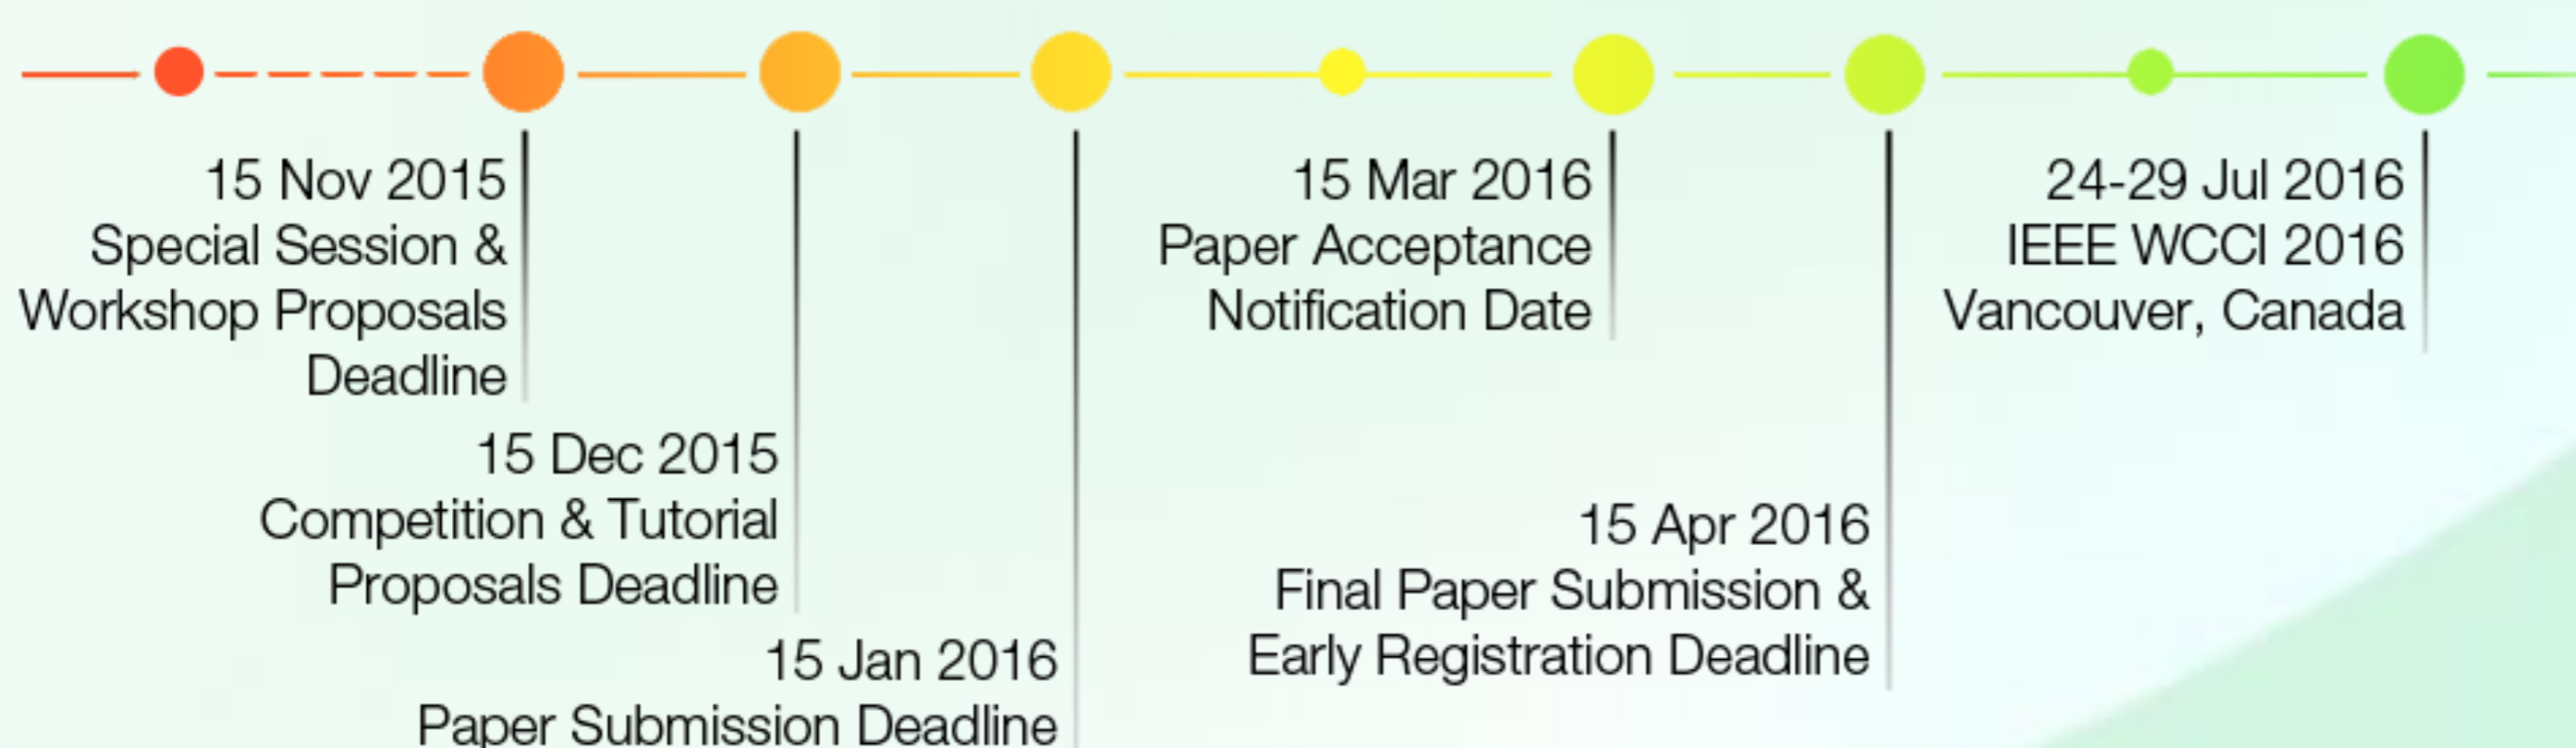 15 Nov 2015
Special Session &
Workshop Proposals
Deadline
15 Dec 2015
Competition & Tutorial
Proposals Deadline
15 Jan 2016
Paper Submission Deadline
15 Mar 2016
Paper Acceptance
Notification Date
15 Apr 2016
Final Paper Submission &
Early Registration Deadline
24-29 Jul 2016
IEEE WCCI 2016
Vancouver, Canada